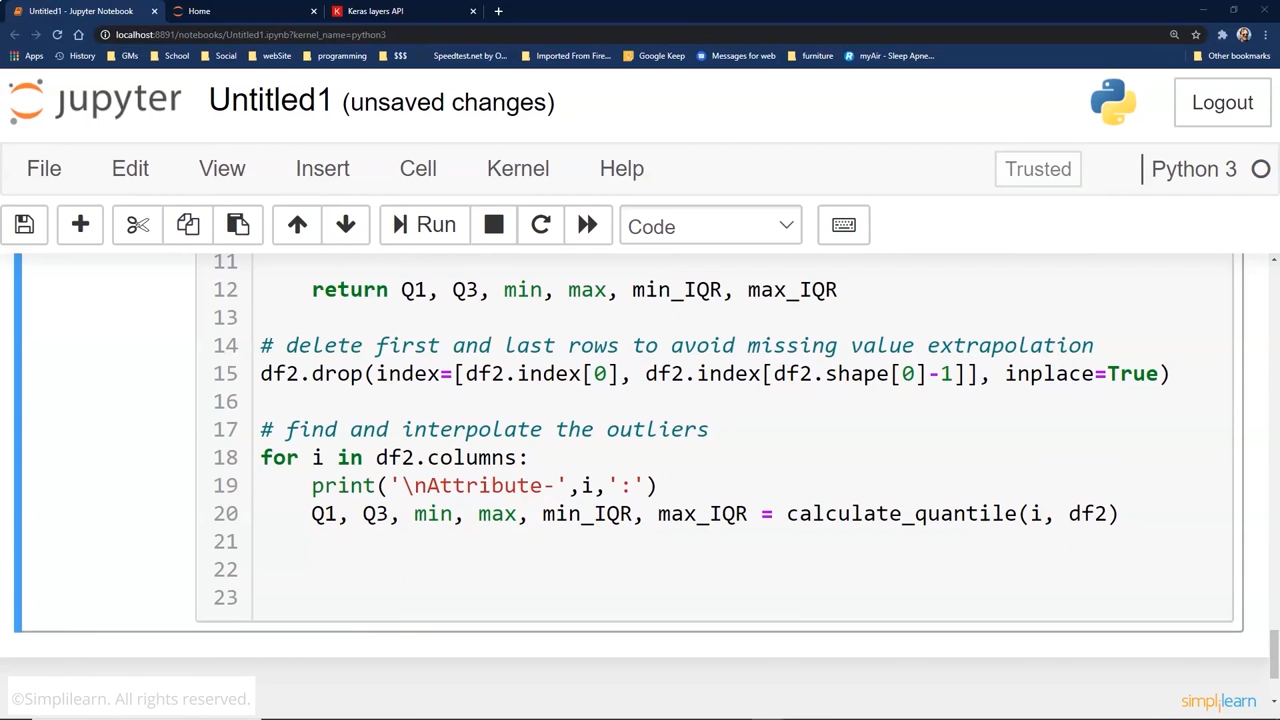 Untitled1 - Jupyter Notebook
Home
Keras layers API
localhost:8891/notebooks/Untitled1.ipynb?kernel_name=python3
Apps History GMs School Social webSite programming $$$ Speedtest.net by O... Imported From Fire... Google Keep Messages for web furniture myAir - Sleep Apne... Other bookmarks
jupyter Untitled1 (unsaved changes) Logout
File Edit View Insert Cell Kernel Help Trusted Python 3
Run Code
11
12 return Q1, Q3, min, max, min_IQR, max_IQR
13
14 # delete first and last rows to avoid missing value extrapolation
15 df2.drop(index=[df2.index[0], df2.index[df2.shape[0]-1]], inplace=True)
16
17 # find and interpolate the outliers
18 for i in df2.columns:
19 print('\nAttribute-',i,':')
20 Q1, Q3, min, max, min_IQR, max_IQR = calculate_quantile(i, df2)
21
22
23
©Simplilearn. All rights reserved.
simplilearn